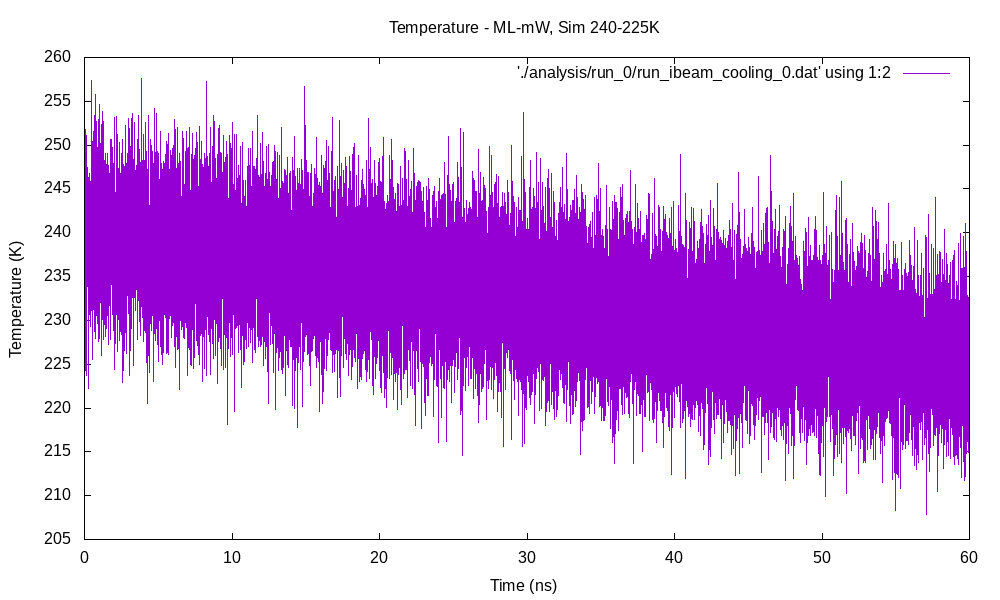 Temperature - ML-mW, Sim 240-225K
'./analysis/run_0/run_ibeam_cooling_0.dat' using 1:2
Temperature (K)
260
255
250
245
240
235
230
225
220
215
210
205
0 10 20 30 40 50 60
Time (ns)